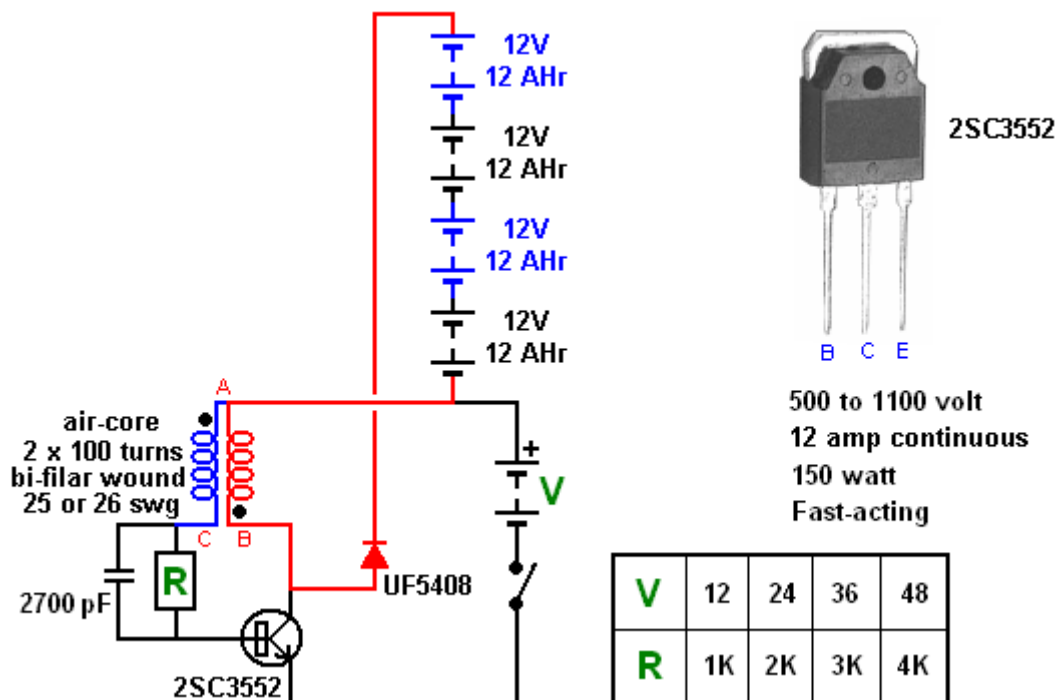 12V
12 AHr
12V
12 AHr
12V
12 AHr
12V
12 AHr
A
air-core
2 x 100 turns
bi-filar wound
25 or 26 swg
C
B
R
2700 pF
2SC3552
UF5408
+
V
2SC3552
B C E
500 to 1100 volt
12 amp continuous
150 watt
Fast-acting
V 12 24 36 48
R 1K 2K 3K 4K